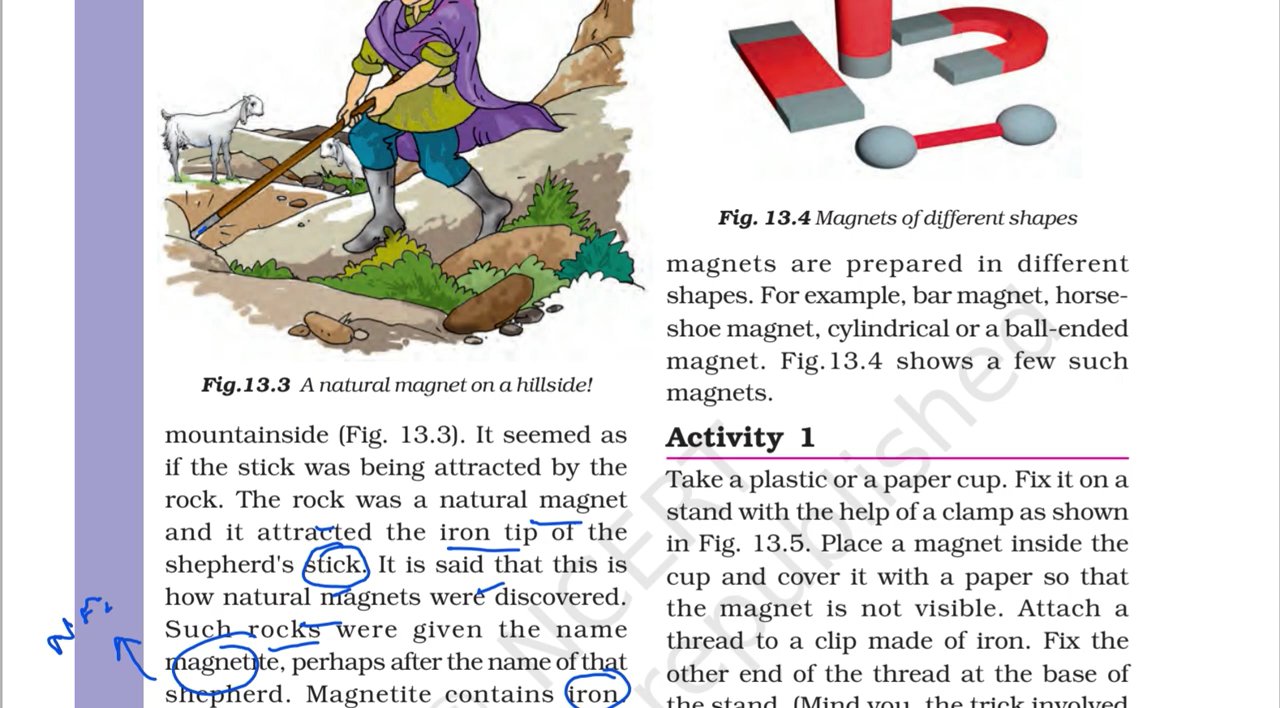 Fig. 13.4 Magnets of different shapes
Fig.13.3 A natural magnet on a hillside!
mountainside (Fig. 13.3). It seemed as
if the stick was being attracted by the
rock. The rock was a natural magnet
and it attracted the iron tip of the
shepherd's stick. It is said that this is
how natural magnets were discovered.
Such rocks were given the name
magnetite, perhaps after the name of that
shepherd. Magnetite contains iron.
magnets are prepared in different
shapes. For example, bar magnet, horse-
shoe magnet, cylindrical or a ball-ended
magnet. Fig.13.4 shows a few such
magnets.
Activity 1
Take a plastic or a paper cup. Fix it on a
stand with the help of a clamp as shown
in Fig. 13.5. Place a magnet inside the
cup and cover it with a paper so that
the magnet is not visible. Attach a
thread to a clip made of iron. Fix the
other end of the thread at the base of
the stand. (Mind you, the trick involved
NCERT
republished